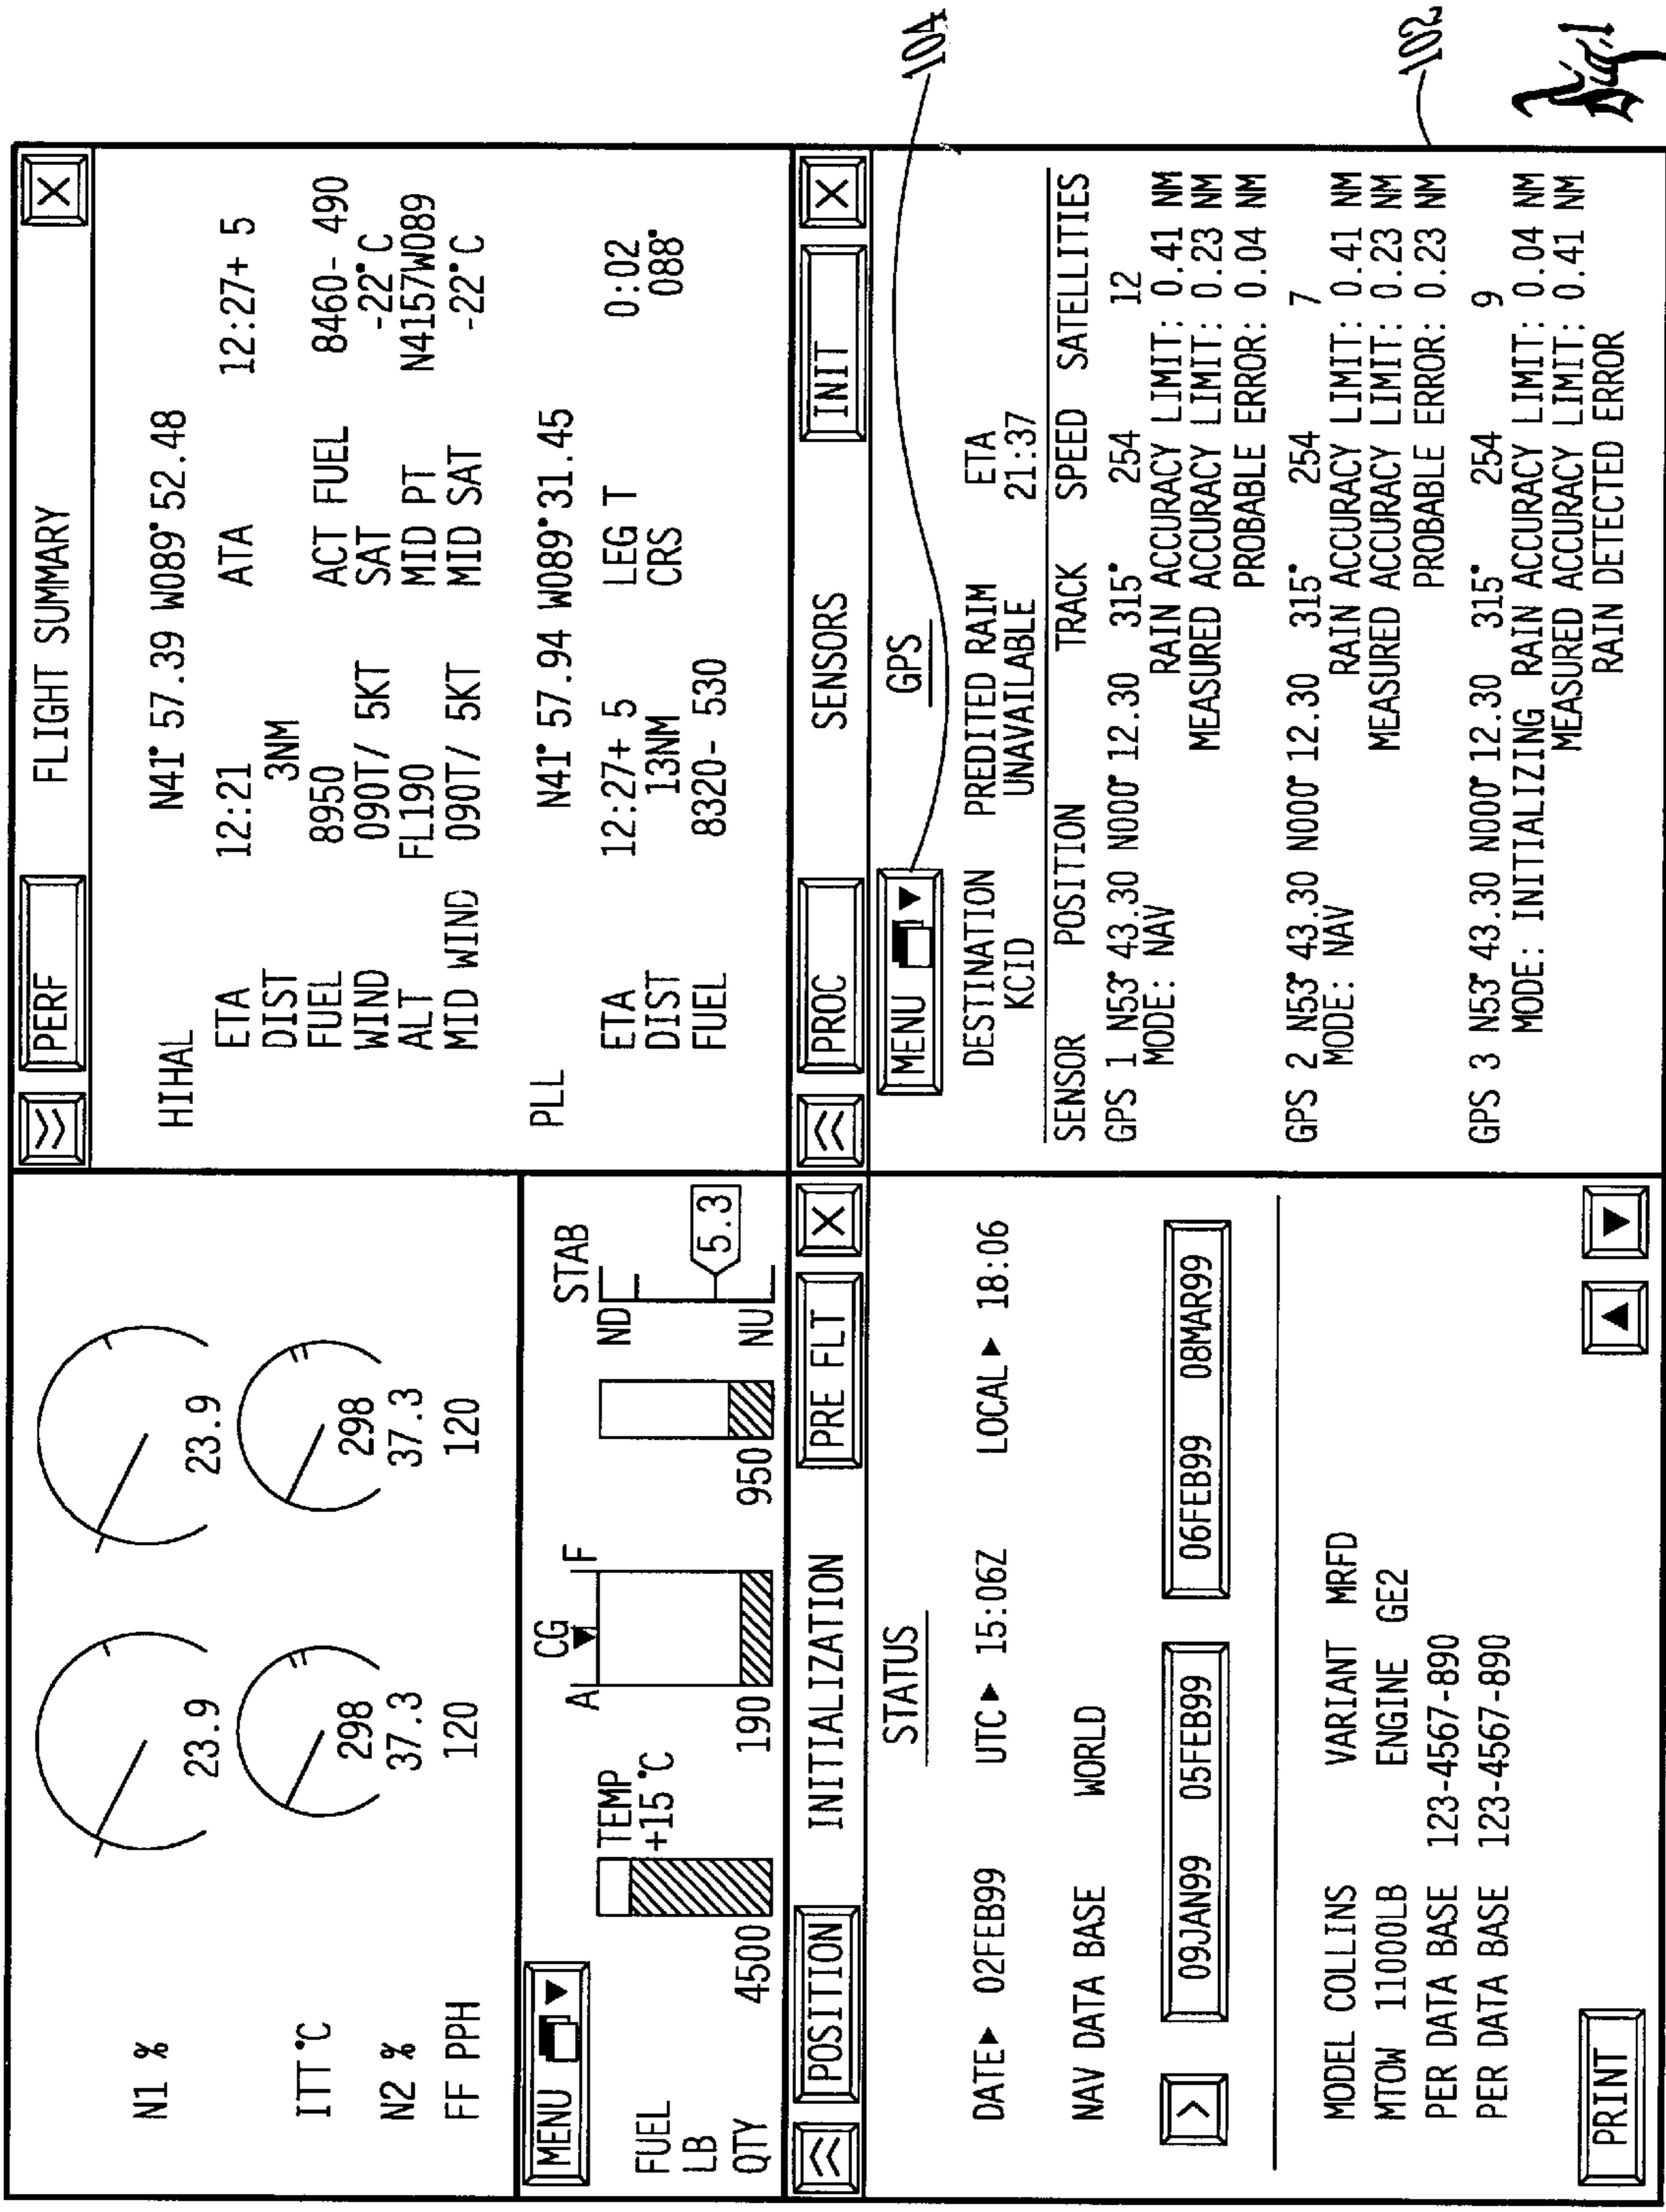 N1 % 23.9 23.9
ITT°C 298 298
N2 % 37.3 37.3
FF PPH 120 120
MENU
FUEL
LB
QTY
4500
TEMP
+15°C
190
A
CG
F
950
STAB
ND
NU
5.3
PERF FLIGHT SUMMARY X
HIHAL N41° 57.39 W089°52.48
ETA 12:21 ATA 12:27+ 5
DIST 3NM
FUEL 8950 ACT FUEL 8460- 490
WIND 090T/ 5KT SAT -22°C
ALT FL190 MID PT N4157W089
MID WIND 090T/ 5KT MID SAT -22°C
PLL N41° 57.94 W089°31.45
ETA 12:27+ 5 LEG T 0:02
DIST 13NM CRS 088°
FUEL 8320- 530
POSITION INITIALIZATION PRE FLT X
STATUS
DATE▶ 02FEB99 UTC▶ 15:06Z LOCAL▶ 18:06
NAV DATA BASE WORLD
> 09JAN99 05FEB99 06FEB99 08MAR99
MODEL COLLINS VARIANT MRFD
MTOW 11000LB ENGINE GE2
PER DATA BASE 123-4567-890
PER DATA BASE 123-4567-890
PRINT
PROC SENSORS INIT X
MENU GPS
DESTINATION PREDITED RAIM ETA
KCID UNAVAILABLE 21:37
SENSOR POSITION TRACK SPEED SATELLITIES
GPS 1 N53° 43.30 N000° 12.30 315° 254 12
MODE: NAV RAIN ACCURACY LIMIT: 0.41 NM
MEASURED ACCURACY LIMIT: 0.23 NM
PROBABLE ERROR: 0.04 NM
GPS 2 N53° 43.30 N000° 12.30 315° 254 7
MODE: NAV RAIN ACCURACY LIMIT: 0.41 NM
MEASURED ACCURACY LIMIT: 0.23 NM
PROBABLE ERROR: 0.23 NM
GPS 3 N53° 43.30 N000° 12.30 315° 254 9
MODE: INITIALIZING RAIN ACCURACY LIMIT: 0.04 NM
MEASURED ACCURACY LIMIT: 0.41 NM
RAIN DETECTED ERROR
104
102
Fig.1